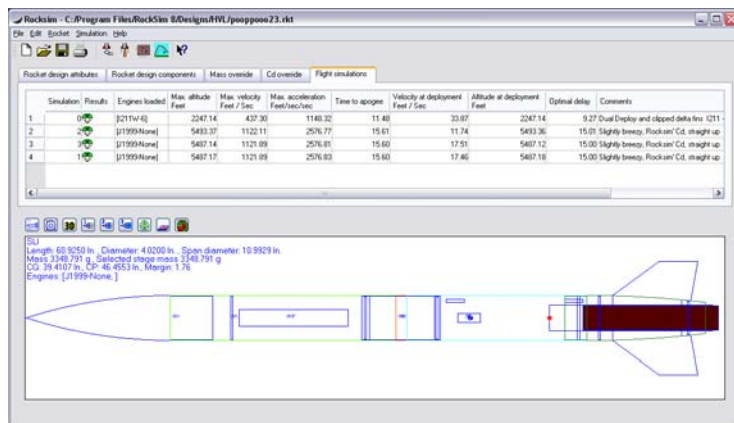 Rocksim - C:/Program Files/RockSim 8/Designs/HVL/pooppooo23.rkt
File Edit Rocket Simulation Help
Rocket design attributes Rocket design components Mass override Cd override Flight simulations
Simulation Results Engines loaded Max. altitude Feet Max. velocity Feet / Sec Max. acceleration Feet/sec/sec Time to apogee Velocity at deployment Feet / Sec Altitude at deployment Feet Optimal delay Comments
1 0 [I211W-6] 2247.14 437.30 1148.32 11.48 33.87 2247.14 9.27 Dual Deploy and clipped delta fins I211 -
2 2 [J1999-None] 5493.37 1122.11 2576.77 15.61 11.74 5493.36 15.01 Slightly breezy, Rocksim' Cd, straight up
3 3 [J1999-None] 5487.14 1121.89 2576.81 15.60 17.51 5487.12 15.00 Slightly breezy, Rocksim' Cd, straight up
4 1 [J1999-None] 5487.17 1121.89 2576.83 15.60 17.46 5487.18 15.00 Slightly breezy, Rocksim' Cd, straight up
SLI
Length: 60.9250 In. , Diameter: 4.0200 In. , Span diameter: 10.9929 In.
Mass 3348.791 g , Selected stage mass 3348.791 g
CG: 39.4107 In., CP: 46.4553 In., Margin: 1.76
Engines: [J1999-None, ]